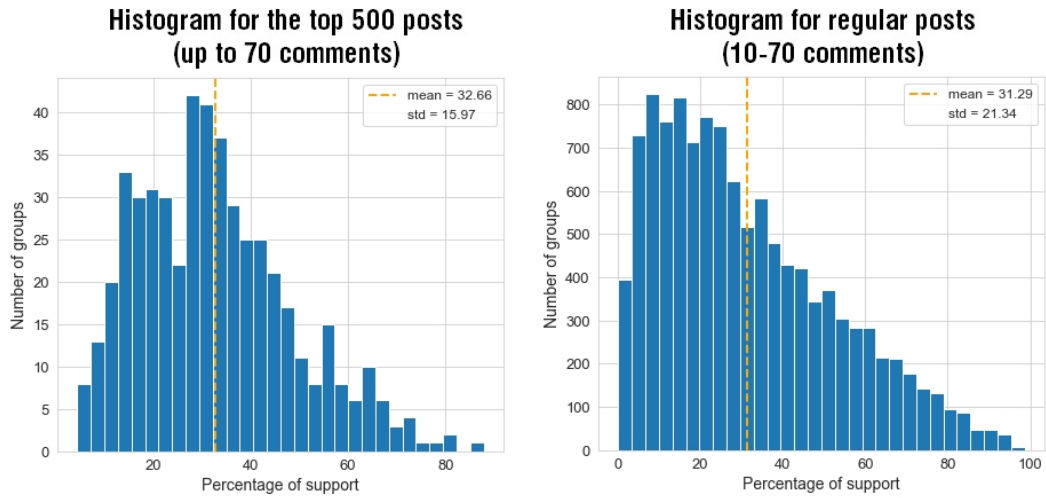 Histogram for the top 500 posts
(up to 70 comments)
mean = 32.66
std = 15.97
40
35
30
25
20
15
10
5
0
Number of groups
20
40
60
80
Percentage of support
Histogram for regular posts
(10-70 comments)
mean = 31.29
std = 21.34
800
700
600
500
400
300
200
100
0
Number of groups
0
20
40
60
80
100
Percentage of support